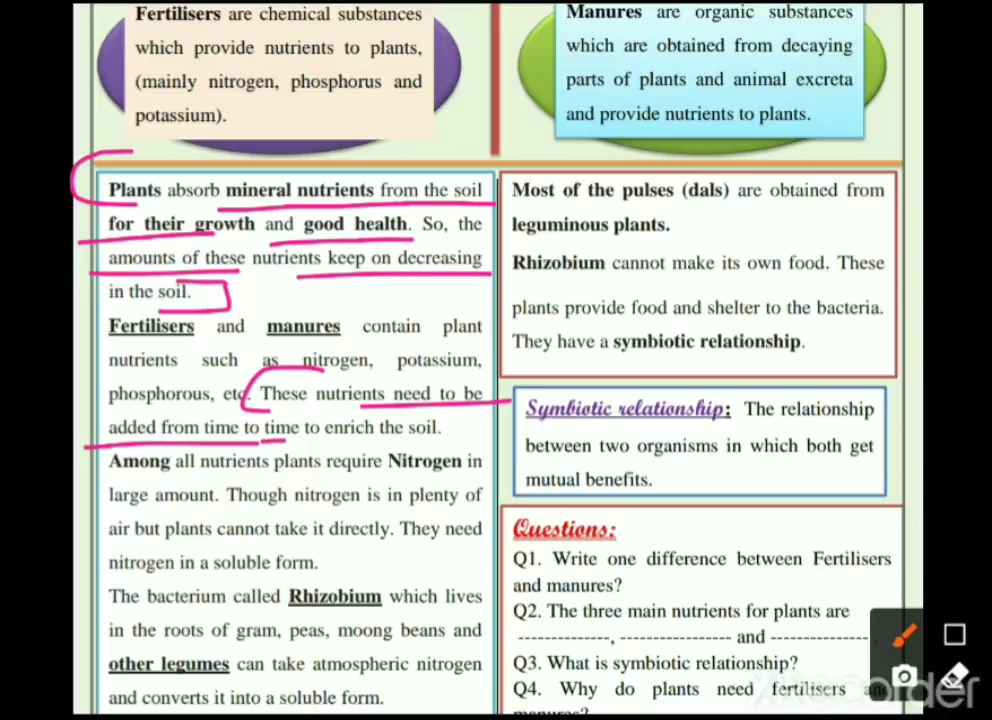 Fertilisers are chemical substances
which provide nutrients to plants,
(mainly nitrogen, phosphorus and
potassium).
Manures are organic substances
which are obtained from decaying
parts of plants and animal excreta
and provide nutrients to plants.
Plants absorb mineral nutrients from the soil
for their growth and good health. So, the
amounts of these nutrients keep on decreasing
in the soil.
Fertilisers and manures contain plant
nutrients such as nitrogen, potassium,
phosphorous, etc. These nutrients need to be
added from time to time to enrich the soil.
Among all nutrients plants require Nitrogen in
large amount. Though nitrogen is in plenty of
air but plants cannot take it directly. They need
nitrogen in a soluble form.
The bacterium called Rhizobium which lives
in the roots of gram, peas, moong beans and
other legumes can take atmospheric nitrogen
and converts it into a soluble form.
Most of the pulses (dals) are obtained from
leguminous plants.
Rhizobium cannot make its own food. These
plants provide food and shelter to the bacteria.
They have a symbiotic relationship.
Symbiotic relationship: The relationship
between two organisms in which both get
mutual benefits.
Questions:
Q1. Write one difference between Fertilisers
and manures?
Q2. The three main nutrients for plants are
-------------, ---------------- and --------------
Q3. What is symbiotic relationship?
Q4. Why do plants need fertilisers and
manures?